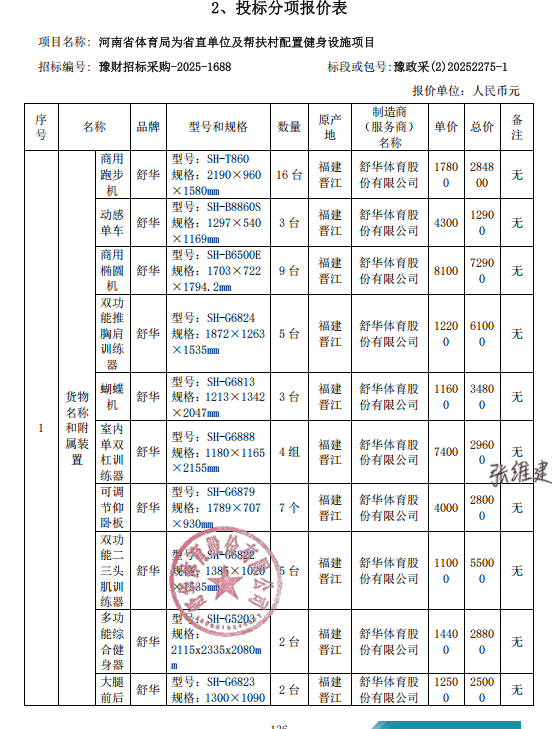 2、投标分项报价表
项目名称: 河南省体育局为省直单位及帮扶村配置健身设施项目
招标编号: 豫财招标采购-2025-1688 标段或包号:豫政采(2)20252275-1
报价单位: 人民币元
序号 名称 品牌 型号和规格 数量 原产地 制造商（服务商）名称 单价 总价 备注
1 货物名称和附属装置
商用跑步机 舒华 型号: SH-T860 规格: 2190×960×1580mm 16 台 福建晋江 舒华体育股份有限公司 17800 284800 无
动感单车 舒华 型号: SH-B8860S 规格: 1297×540×1169mm 3 台 福建晋江 舒华体育股份有限公司 4300 12900 无
商用椭圆机 舒华 型号: SH-B6500E 规格: 1703×722×1794.2mm 9 台 福建晋江 舒华体育股份有限公司 8100 72900 无
双功能推胸肩训练器 舒华 型号: SH-G6824 规格: 1872×1263×1535mm 5 台 福建晋江 舒华体育股份有限公司 12200 61000 无
蝴蝶机 舒华 型号: SH-G6813 规格: 1213×1342×2047mm 3 台 福建晋江 舒华体育股份有限公司 11600 34800 无
室内单双杠训练器 舒华 型号: SH-G6888 规格: 1180×1165×2155mm 4 组 福建晋江 舒华体育股份有限公司 7400 29600 无
张维建
可调节仰卧板 舒华 型号: SH-G6879 规格: 1789×707×930mm 7 个 福建晋江 舒华体育股份有限公司 4000 28000 无
双功能二三头肌训练器 舒华 型号: SH-G6822 规格: 1385×1020×1535mm 5 台 福建晋江 舒华体育股份有限公司 11000 55000 无
多功能综合健身器 舒华 型号: SH-G5203 规格: 2115x2335x2080mm 2 台 福建晋江 舒华体育股份有限公司 14400 28800 无
大腿前后 舒华 型号: SH-G6823 规格: 1300×1090 2 台 福建晋江 舒华体育股份有限公司 12500 25000 无